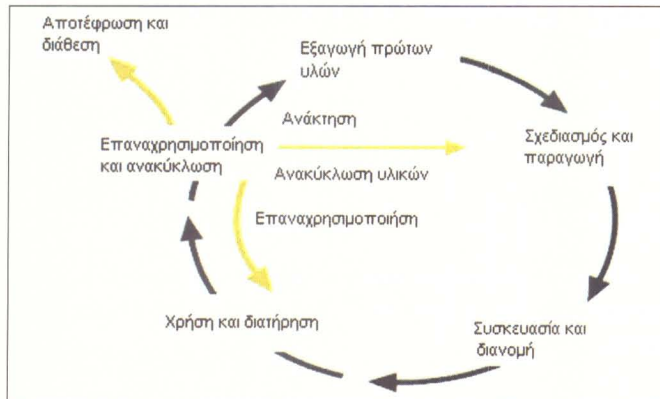 Αποτέφρωση και
διάθεση
Εξαγωγή πρώτων
υλών
Ανάκτηση
Επαναχρησιμοποίηση
και ανακύκλωση
Σχεδιασμός και
παραγωγή
Ανακύκλωση υλικών
Επαναχρησιμοποιήση
Χρήση και διατήρηση
Συσκευασία και
διανομή